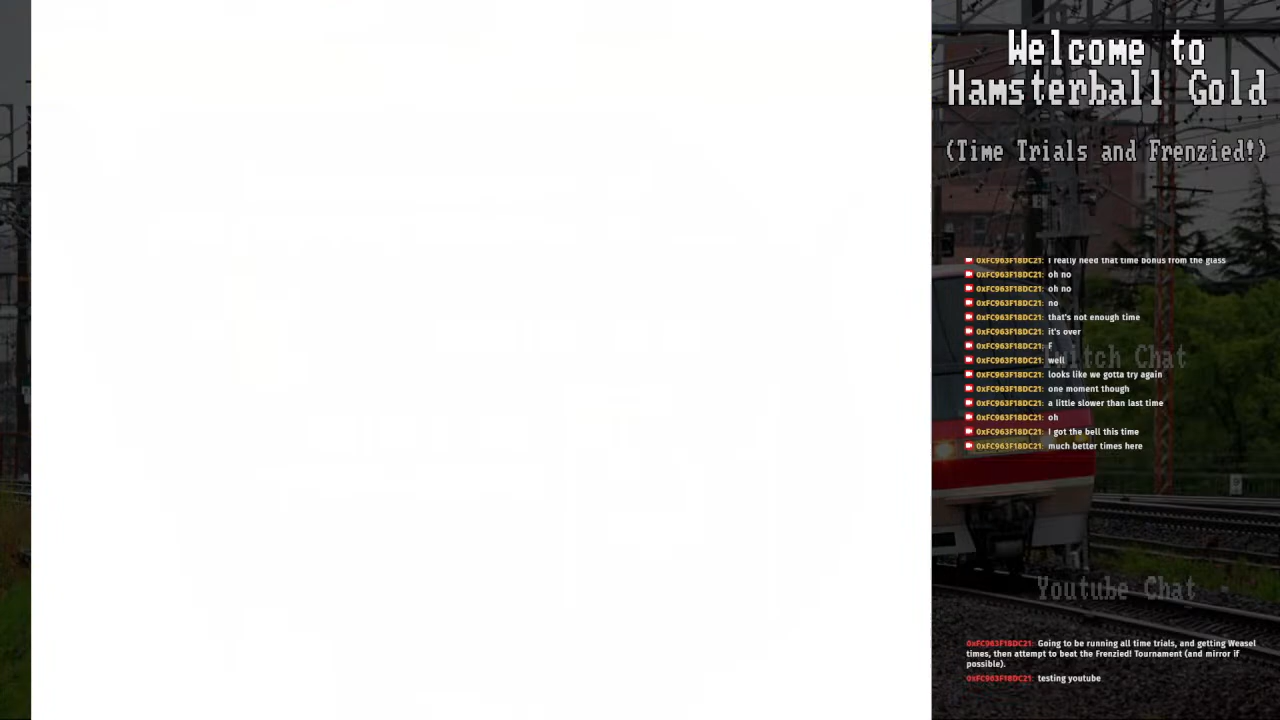 Welcome to
Hamsterball Gold
(Time Trials and Frenzied!)
0xFC963F18DC21: I really need that time bonus from the glass
0xFC963F18DC21: oh no
0xFC963F18DC21: oh no
0xFC963F18DC21: no
0xFC963F18DC21: that's not enough time
0xFC963F18DC21: it's over
0xFC963F18DC21: F
Twitch Chat
0xFC963F18DC21: well
0xFC963F18DC21: looks like we gotta try again
0xFC963F18DC21: one moment though
0xFC963F18DC21: a little slower than last time
0xFC963F18DC21: oh
0xFC963F18DC21: I got the bell this time
0xFC963F18DC21: much better times here
Youtube Chat
0xFC963F18DC21: Going to be running all time trials, and getting Weasel
times, then attempt to beat the Frenzied! Tournament (and mirror if
possible).
0xFC963F18DC21: testing youtube